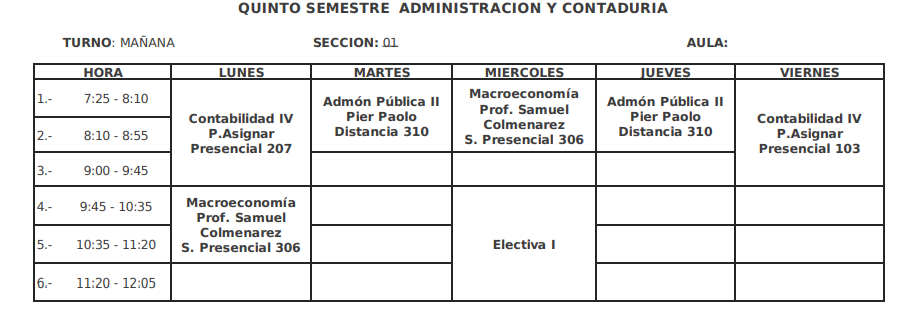 QUINTO SEMESTRE ADMINISTRACION Y CONTADURIA
TURNO: MAÑANA SECCION: 01 AULA:
HORA LUNES MARTES MIERCOLES JUEVES VIERNES
1.- 7:25 - 8:10
2.- 8:10 - 8:55
3.- 9:00 - 9:45
Contabilidad IV
P.Asignar
Presencial 207
Admón Pública II
Pier Paolo
Distancia 310
Macroeconomía
Prof. Samuel
Colmenarez
S. Presencial 306
Admón Pública II
Pier Paolo
Distancia 310
Contabilidad IV
P.Asignar
Presencial 103
4.- 9:45 - 10:35
5.- 10:35 - 11:20
6.- 11:20 - 12:05
Macroeconomía
Prof. Samuel
Colmenarez
S. Presencial 306
Electiva I